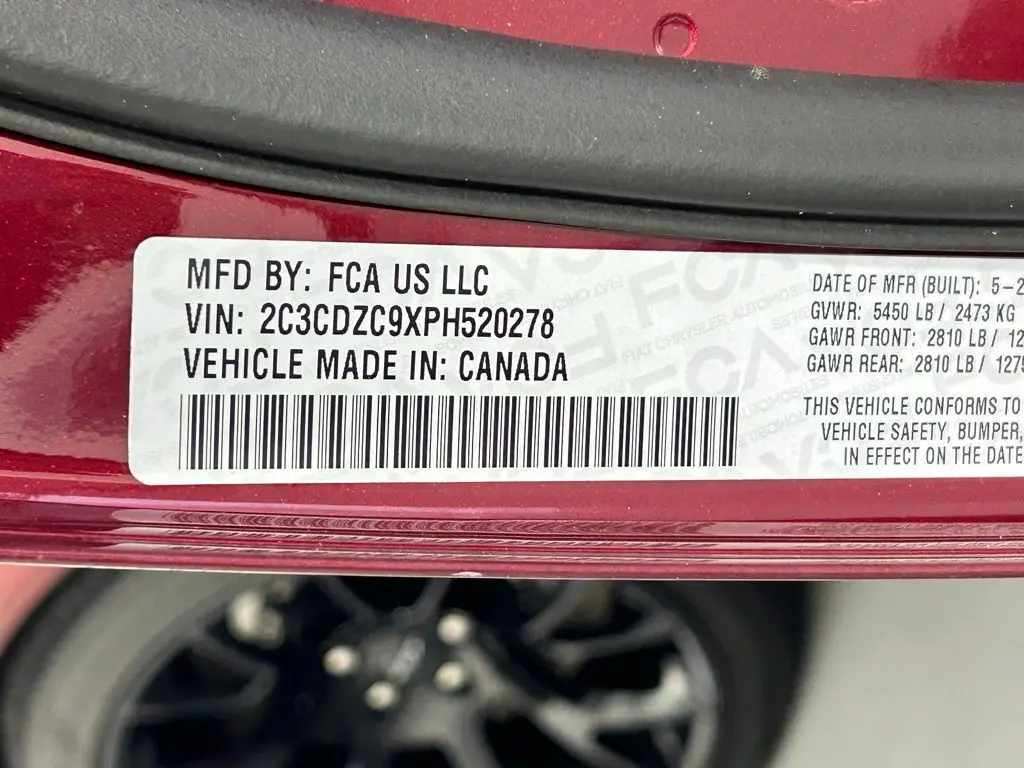 MFD BY: FCA US LLC
VIN: 2C3CDZC9XPH520278
VEHICLE MADE IN: CANADA
DATE OF MFR (BUILT): 5-2
GVWR: 5450 LB / 2473 KG
GAWR FRONT: 2810 LB / 12
GAWR REAR: 2810 LB / 1275
THIS VEHICLE CONFORMS TO
VEHICLE SAFETY, BUMPER,
IN EFFECT ON THE DATE